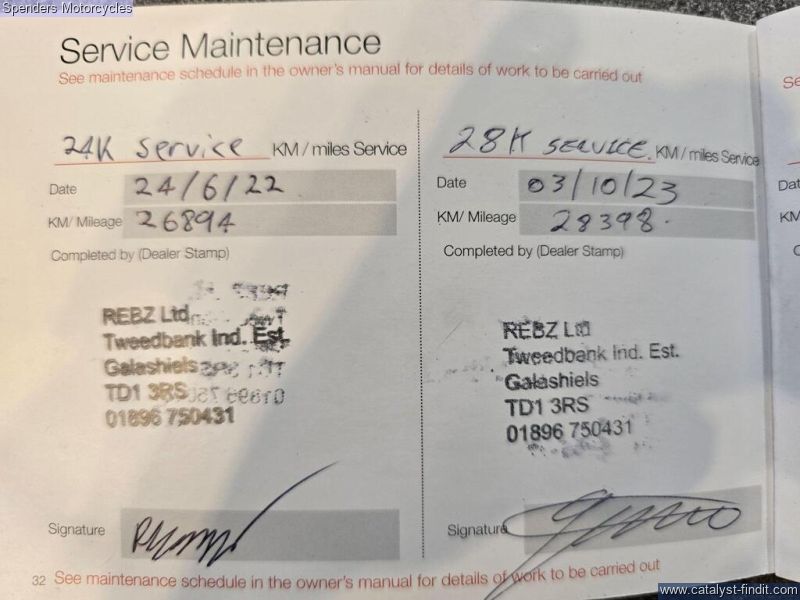 Spenders Motorcycles
Service Maintenance
See maintenance schedule in the owner's manual for details of work to be carried out
24K Service KM / miles Service
Date 24/6/22
KM/ Mileage 26894
Completed by (Dealer Stamp)
REBZ Ltd
Tweedbank Ind. Est.
Galashiels
TD1 3RS
01896 750431
Signature
28K SERVICE. KM / miles Service
Date 03/10/23
KM/ Mileage 28398.
Completed by (Dealer Stamp)
REBZ Ltd
Tweedbank Ind. Est.
Galashiels
TD1 3RS
01896 750431
Signature
32 See maintenance schedule in the owner's manual for details of work to be carried out
Se
Dat
KM
C
www.catalyst-findit.com